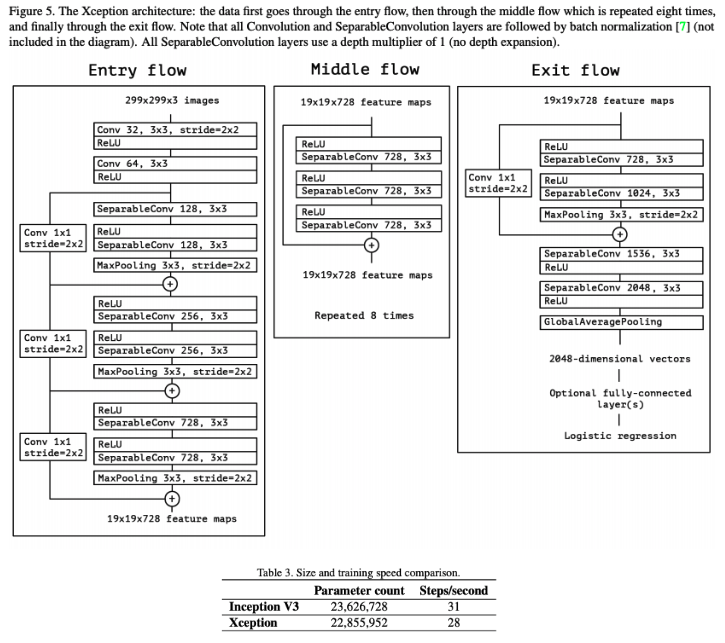 Figure 5. The Xception architecture: the data first goes through the entry flow, then through the middle flow which is repeated eight times,
and finally through the exit flow. Note that all Convolution and SeparableConvolution layers are followed by batch normalization [7] (not
included in the diagram). All SeparableConvolution layers use a depth multiplier of 1 (no depth expansion).
Entry flow
299x299x3 images
Conv 32, 3x3, stride=2x2
ReLU
Conv 64, 3x3
ReLU
SeparableConv 128, 3x3
Conv 1x1
stride=2x2
ReLU
SeparableConv 128, 3x3
MaxPooling 3x3, stride=2x2
+
ReLU
SeparableConv 256, 3x3
Conv 1x1
stride=2x2
ReLU
SeparableConv 256, 3x3
MaxPooling 3x3, stride=2x2
+
ReLU
SeparableConv 728, 3x3
Conv 1x1
stride=2x2
ReLU
SeparableConv 728, 3x3
MaxPooling 3x3, stride=2x2
+
19x19x728 feature maps
Middle flow
19x19x728 feature maps
ReLU
SeparableConv 728, 3x3
ReLU
SeparableConv 728, 3x3
ReLU
SeparableConv 728, 3x3
+
19x19x728 feature maps
Repeated 8 times
Exit flow
19x19x728 feature maps
ReLU
SeparableConv 728, 3x3
Conv 1x1
stride=2x2
ReLU
SeparableConv 1024, 3x3
MaxPooling 3x3, stride=2x2
+
SeparableConv 1536, 3x3
ReLU
SeparableConv 2048, 3x3
ReLU
GlobalAveragePooling
2048-dimensional vectors
Optional fully-connected
layer(s)
Logistic regression
Table 3. Size and training speed comparison.
Parameter count Steps/second
Inception V3 23,626,728 31
Xception 22,855,952 28